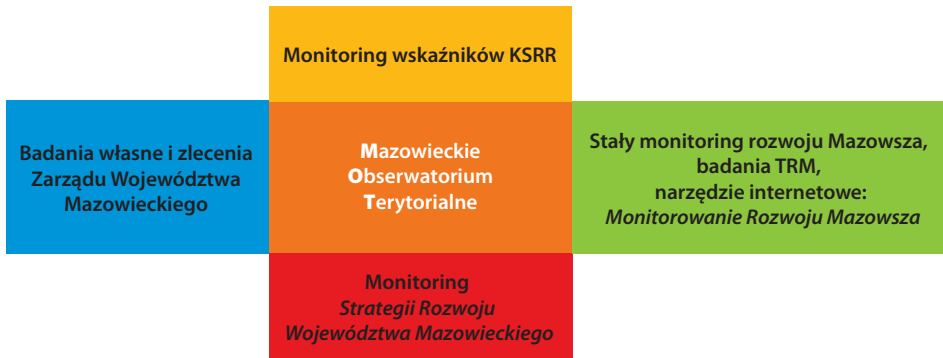 Monitoring wskaźników KSRR
Badania własne i zlecenia
Zarządu Województwa
Mazowieckiego
Mazowieckie
Obserwatorium
Terytorialne
Stały monitoring rozwoju Mazowsza,
badania TRM,
narzędzie internetowe:
Monitorowanie Rozwoju Mazowsza
Monitoring
Strategii Rozwoju
Województwa Mazowieckiego